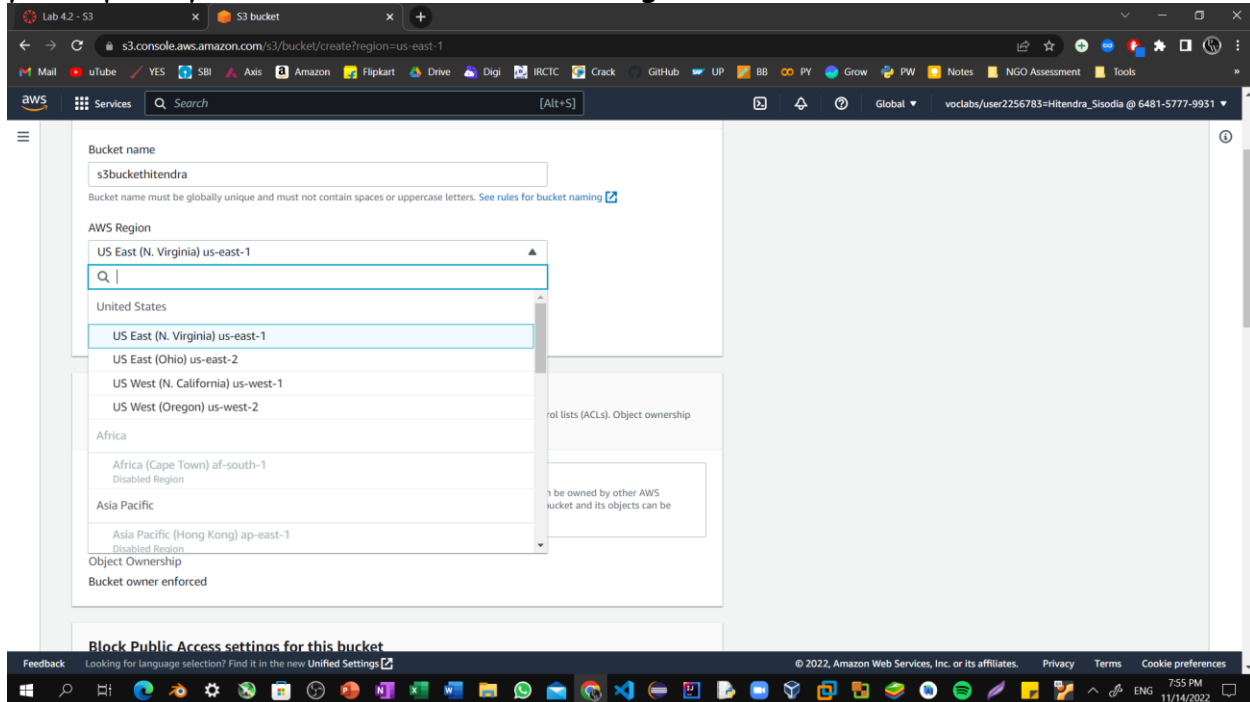 Lab 4.2 - S3
S3 bucket
s3.console.aws.amazon.com/s3/bucket/create?region=us-east-1
Mail uTube YES SBI Axis Amazon Flipkart Drive Digi IRCTC Crack GitHub UP BB PY Grow PW Notes NGO Assessment Tools
aws Services Search [Alt+S] Global voclabs/user2256783=Hitendra_Sisodia @ 6481-5777-9931
Bucket name
s3buckethitendra
Bucket name must be globally unique and must not contain spaces or uppercase letters. See rules for bucket naming
AWS Region
US East (N. Virginia) us-east-1
United States
US East (N. Virginia) us-east-1
US East (Ohio) us-east-2
US West (N. California) us-west-1
US West (Oregon) us-west-2
rol lists (ACLs). Object ownership
Africa
Africa (Cape Town) af-south-1
Disabled Region
be owned by other AWS
Asia Pacific
ucket and its objects can be
Asia Pacific (Hong Kong) ap-east-1
Disabled Region
Object Ownership
Bucket owner enforced
Block Public Access settings for this bucket
Feedback Looking for language selection? Find it in the new Unified Settings © 2022, Amazon Web Services, Inc. or its affiliates. Privacy Terms Cookie preferences
ENG 7:55 PM
11/14/2022